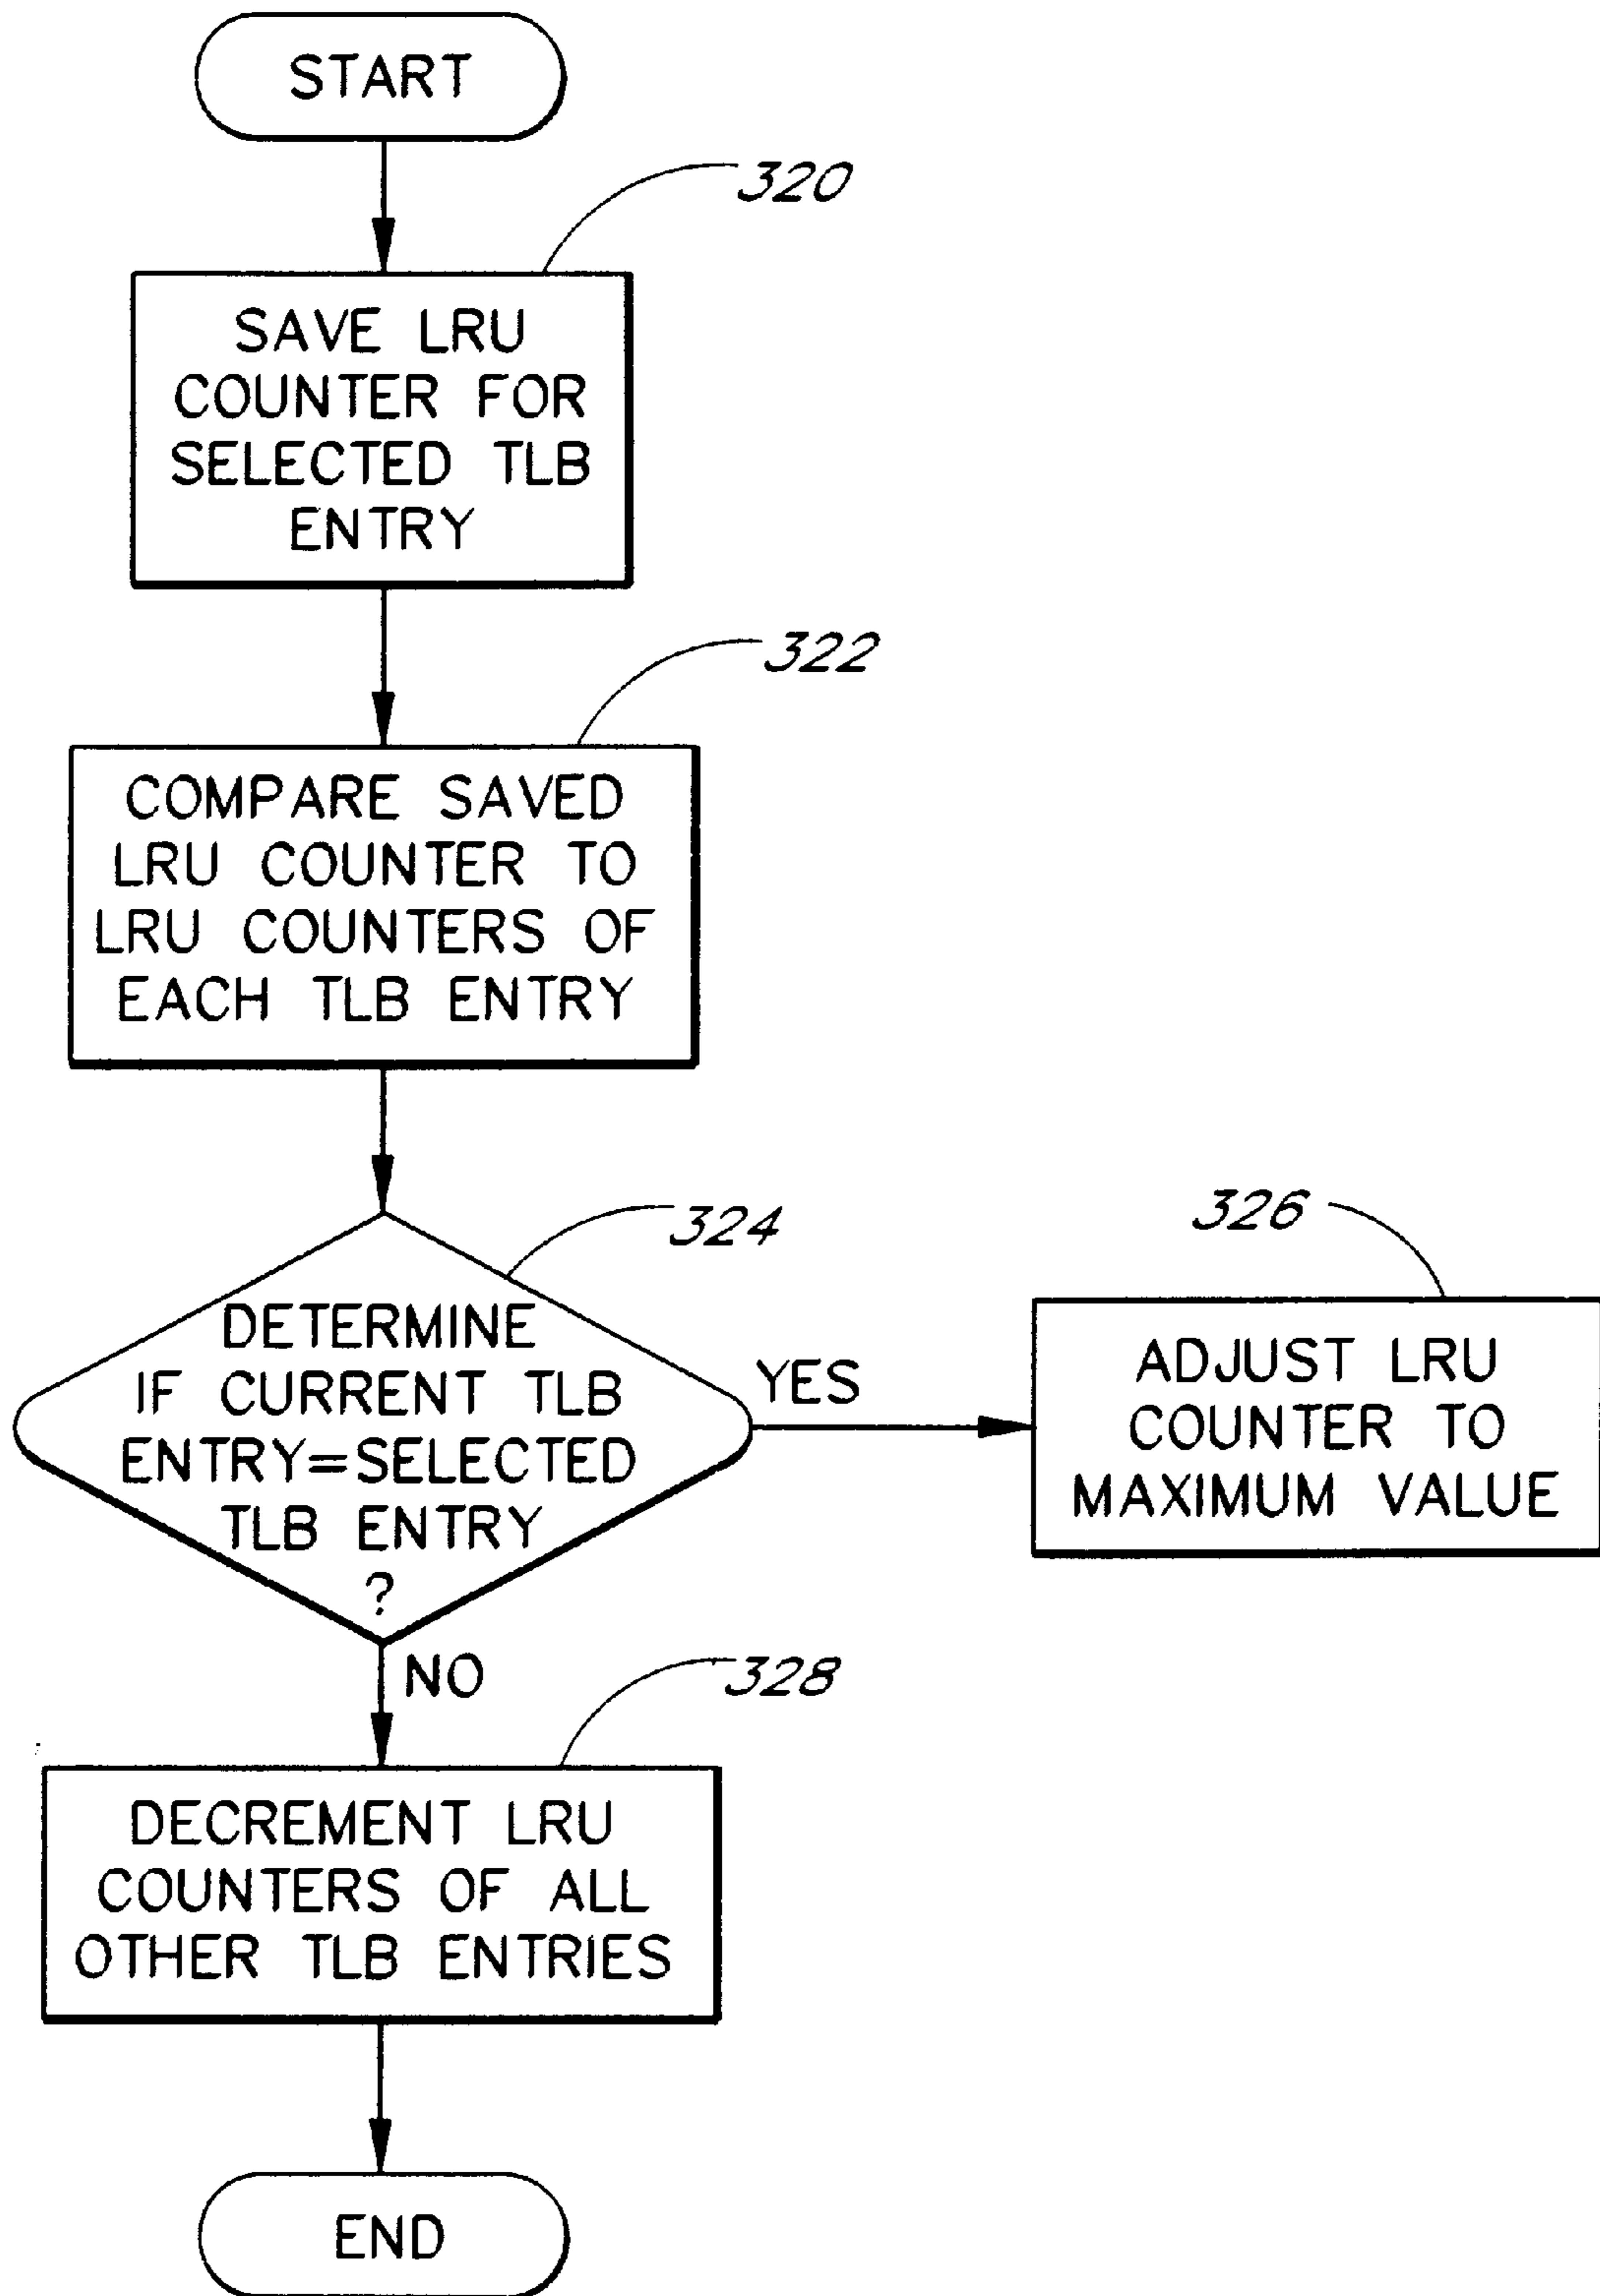 START
320
SAVE LRU
COUNTER FOR
SELECTED TLB
ENTRY
322
COMPARE SAVED
LRU COUNTER TO
LRU COUNTERS OF
EACH TLB ENTRY
324
DETERMINE
IF CURRENT TLB
ENTRY=SELECTED
TLB ENTRY
?
YES
326
ADJUST LRU
COUNTER TO
MAXIMUM VALUE
NO
328
DECREMENT LRU
COUNTERS OF ALL
OTHER TLB ENTRIES
END